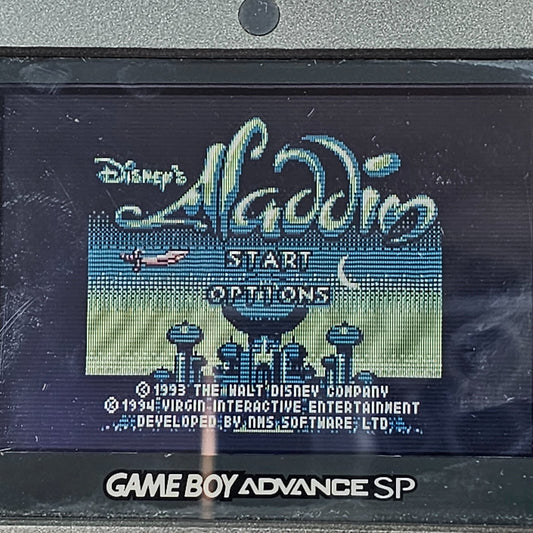 Disney's
Aladdin
START
OPTIONS
© 1993 THE WALT DISNEY COMPANY
© 1994 VIRGIN INTERACTIVE ENTERTAINMENT
DEVELOPED BY NMS SOFTWARE LTD
GAME BOY ADVANCE SP